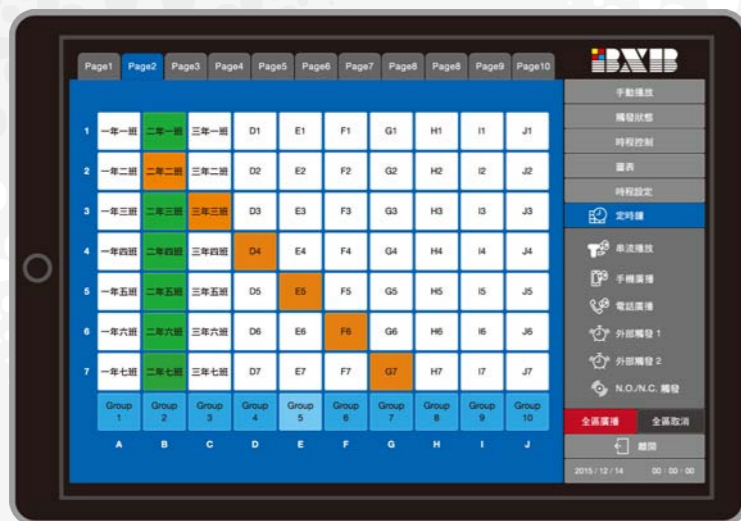 Page1 Page2 Page3 Page4 Page5 Page6 Page7 Page8 Page8 Page9 Page10
1 一年一班 二年一班 三年一班 D1 E1 F1 G1 H1 I1 J1
2 一年二班 二年二班 三年二班 D2 E2 F2 G2 H2 I2 J2
3 一年三班 二年三班 三年三班 D3 E3 F3 G3 H3 I3 J3
4 一年四班 二年四班 三年四班 D4 E4 F4 G4 H4 I4 J4
5 一年五班 二年五班 三年五班 D5 E5 F5 G5 H5 I5 J5
6 一年六班 二年六班 三年六班 D6 E6 F6 G6 H6 I6 J6
7 一年七班 二年七班 三年七班 D7 E7 F7 G7 H7 I7 J7
Group 1 Group 2 Group 3 Group 4 Group 5 Group 6 Group 7 Group 8 Group 9 Group 10
A B C D E F G H I J
BXB
手動播放
觸發狀態
時程控制
圖表
時程設定
定時鐘
串流播放
手機廣播
電話廣播
外部觸發 1
外部觸發 2
N.O./N.C. 觸發
全區廣播 全區取消
離開
2015 / 12 / 14 00 : 00 : 00